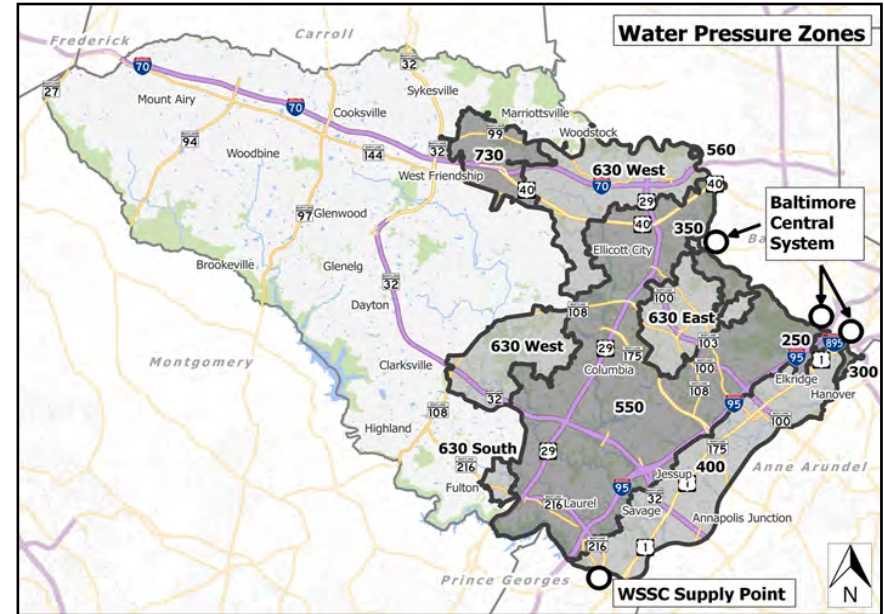 Water Pressure Zones
Frederick
Carroll
32
70
27
Mount Airy
Sykesville
70
Cooksville
Marriottsville
99
Woodstock
560
94
Woodbine
144
32
730
630 West
West Friendship
70
40
40
29
Baltimore
Central
System
97
Glenwood
40
350
Ba
Ellicott City
Brookeville
Glenelg
32
Dayton
108
100
630 East
630 West
29
175
103
250
895
95
1
Montgomery
Clarksville
Columbia
100
Elkridge
300
Hanover
32
108
108
550
95
100
Highland
29
175
630 South
216
Jessup
400
Anne Arundel
Fulton
95
32
1
216
Laurel
Savage
Annapolis Junction
216
1
Prince Georges
WSSC Supply Point
N